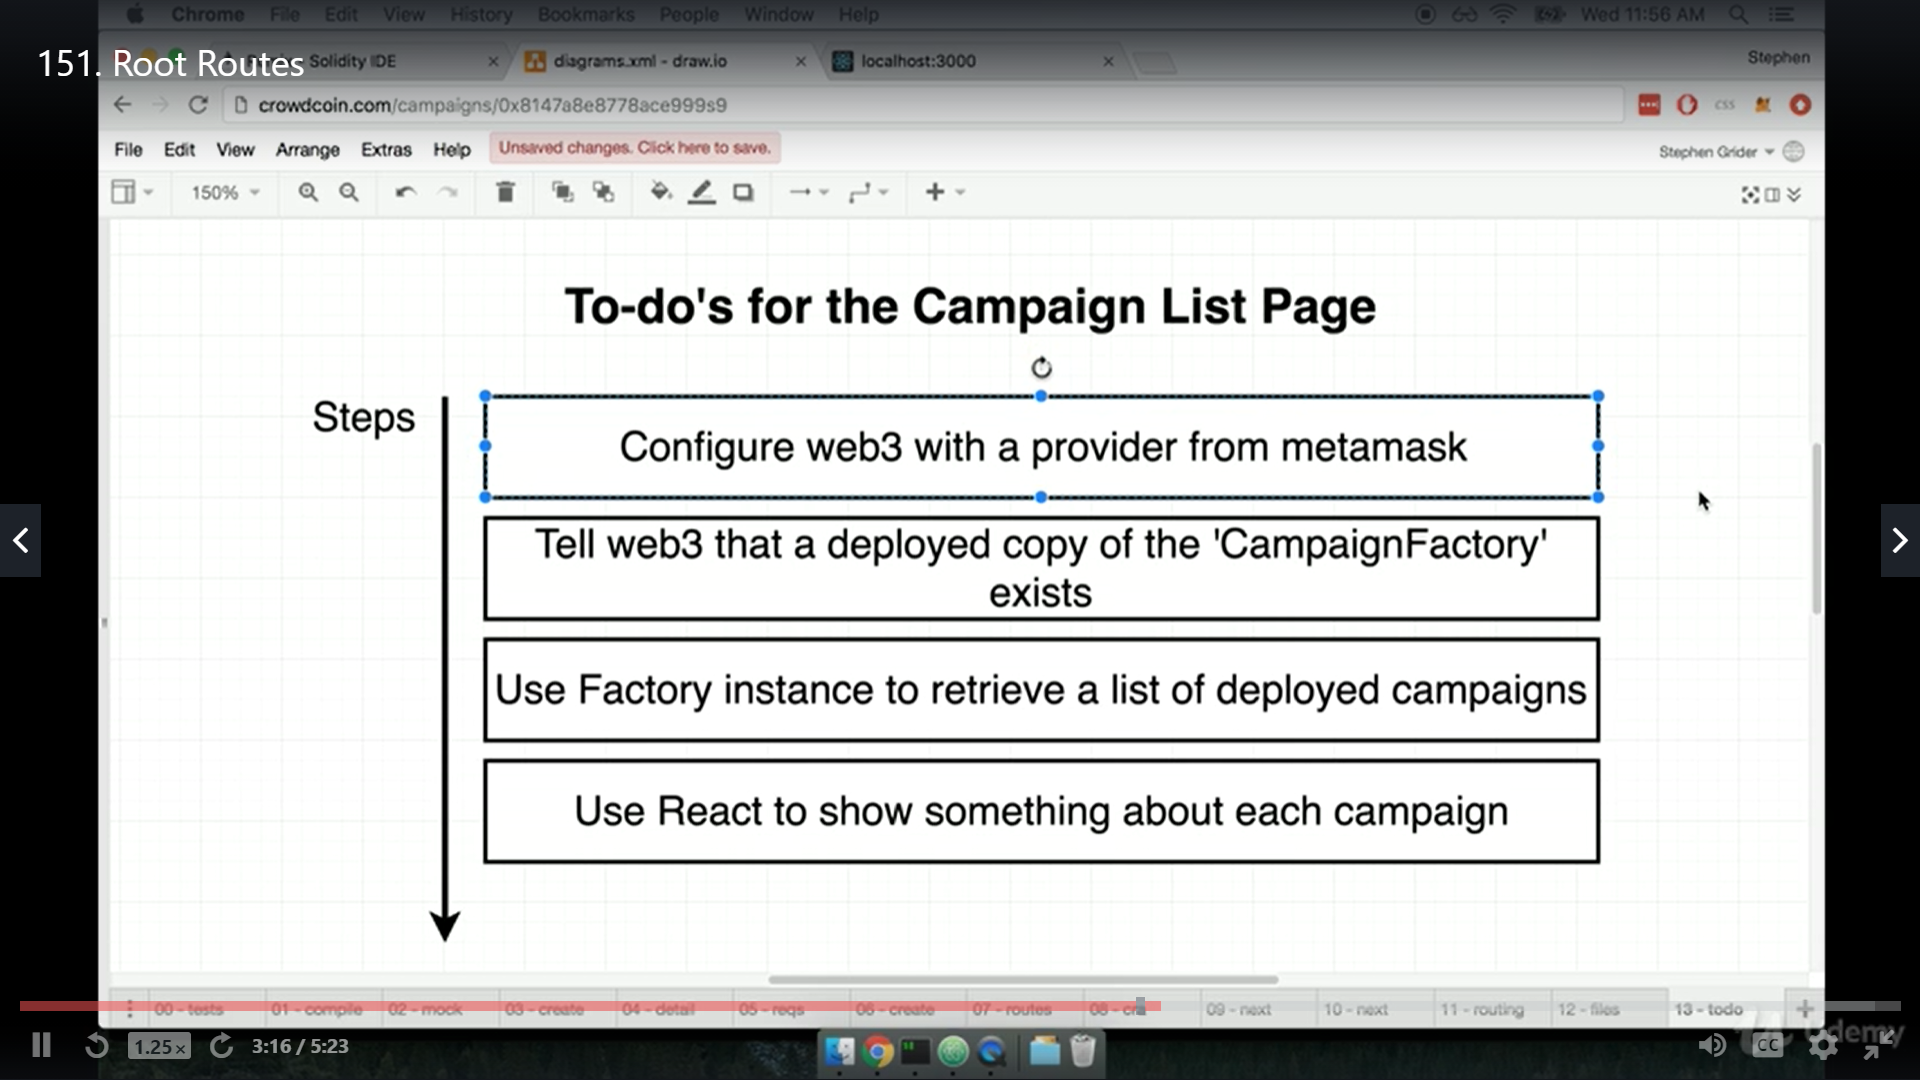 Chrome File Edit View History Bookmarks People Window Help Wed 11:56 AM
151. Root Routes Solidity IDE diagrams.xml - draw.io localhost:3000 Stephen
crowdcoin.com/campaigns/0x8147a8e8778ace999s9 CSS
File Edit View Arrange Extras Help Unsaved changes. Click here to save. Stephen Grider
150%
To-do's for the Campaign List Page
Steps
Configure web3 with a provider from metamask
Tell web3 that a deployed copy of the 'CampaignFactory'
exists
Use Factory instance to retrieve a list of deployed campaigns
Use React to show something about each campaign
00 - tests 01 - compile 02 - mock 03 - create 04 - detail 05 - reqs 06 - create 07 - routes 08 - 09 - next 10 - next 11 - routing 12 - files 13 - todo
1.25x 3:16 / 5:23 CC Udemy